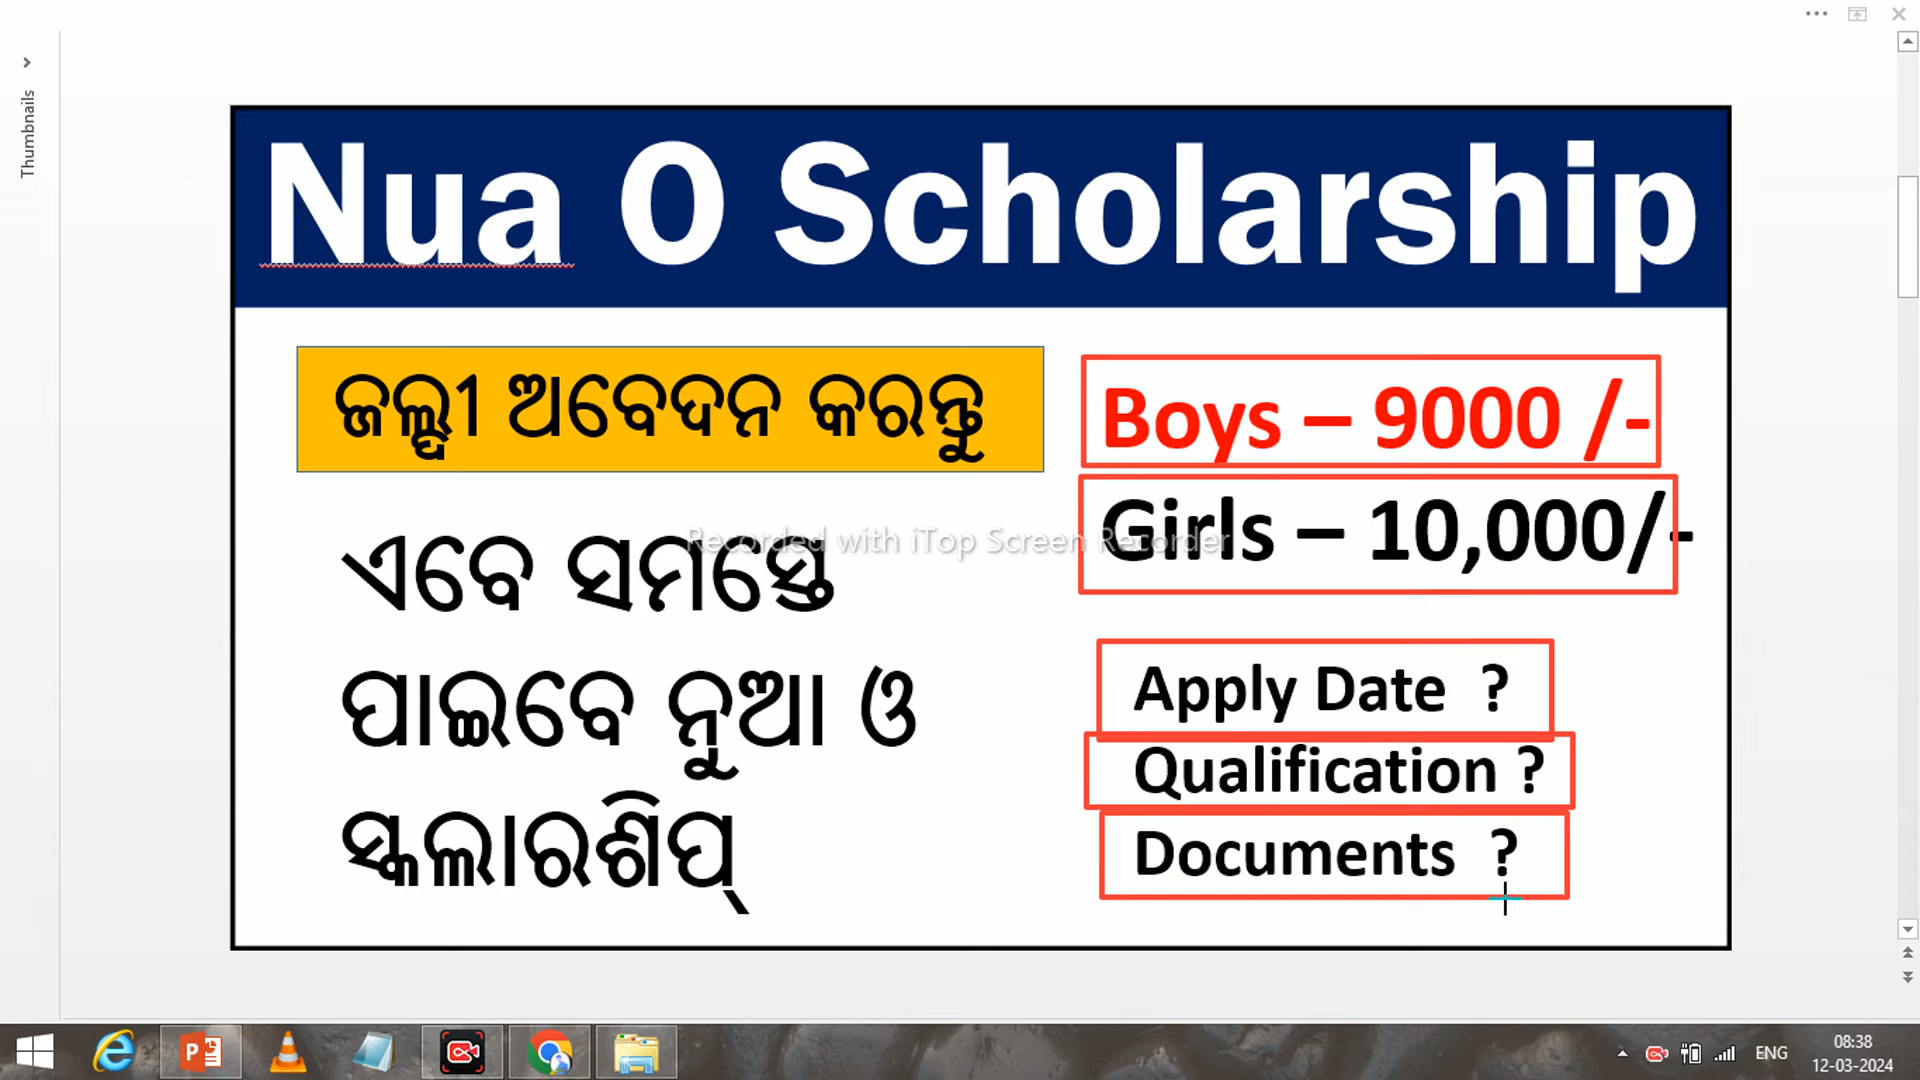 Thumbnails
Nua O Scholarship
ଜଲ୍ଦୀ ଅବେଦନ କରନ୍ତୁ
Boys – 9000 /-
Girls – 10,000/-
Recorded with iTop Screen Recorder
ଏବେ ସମସ୍ତେ
ପାଇବେ ନୁଆ ଓ
ସ୍କଲାରଶିପ୍
Apply Date ?
Qualification ?
Documents ?
ENG
08:38
12-03-2024